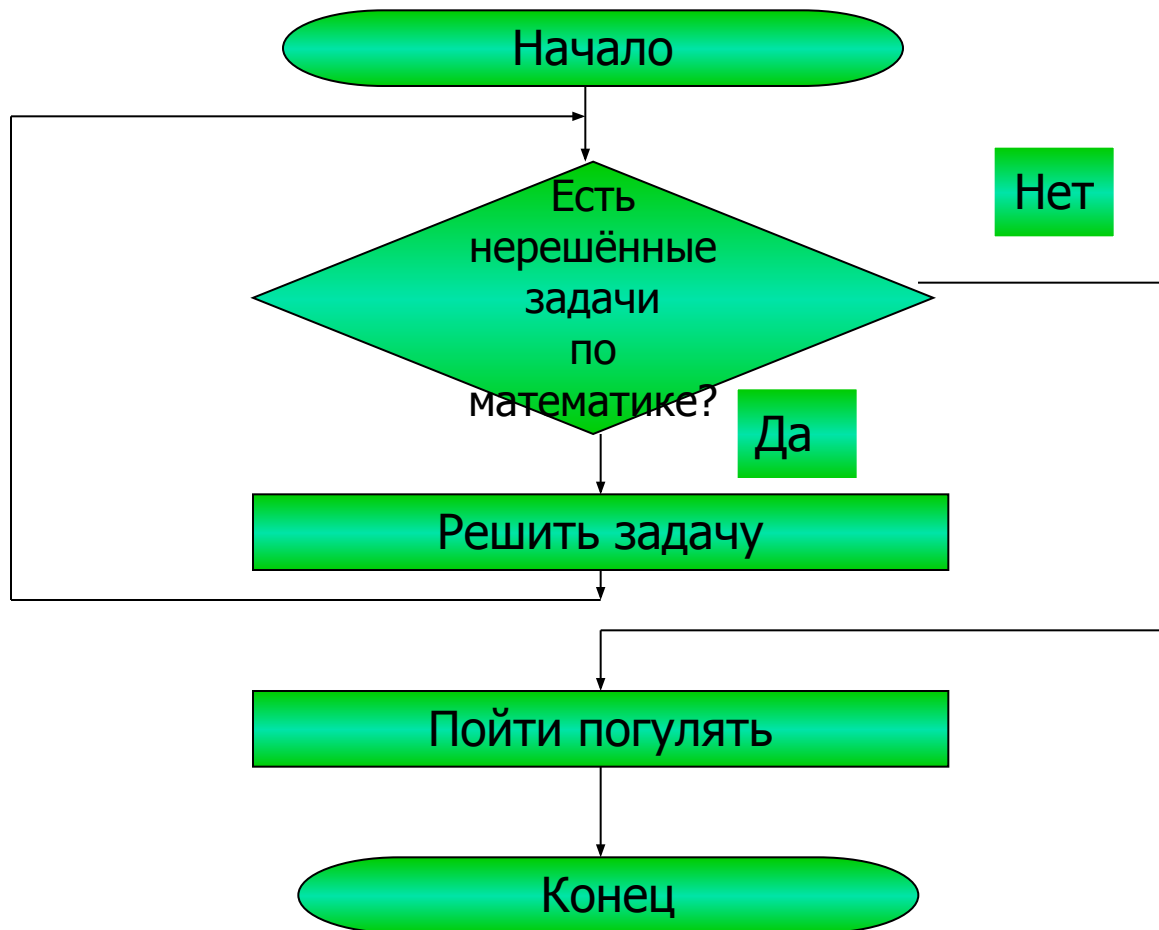 Начало
Нет
Есть
нерешённые
задачи
по
математике?
Да
Решить задачу
Пойти погулять
Конец